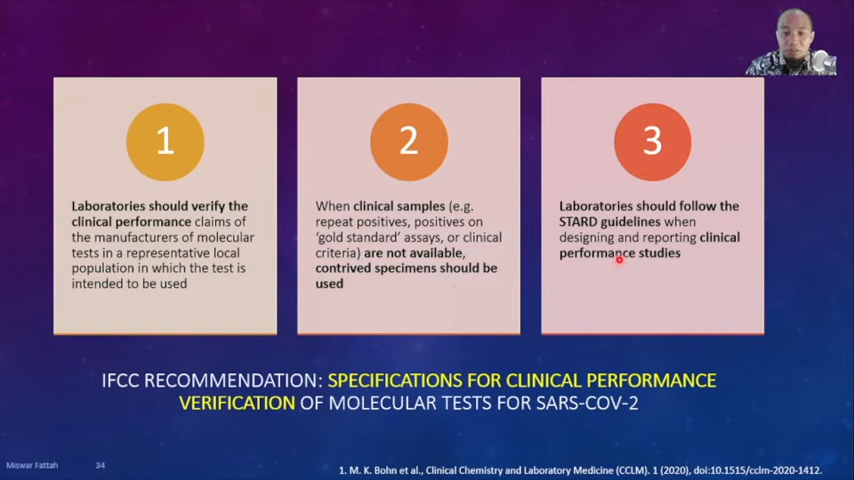 1
Laboratories should verify the
clinical performance claims of
the manufacturers of molecular
tests in a representative local
population in which the test is
intended to be used
2
When clinical samples (e.g.
repeat positives, positives on
‘gold standard’ assays, or clinical
criteria) are not available,
contrived specimens should be
used
3
Laboratories should follow the
STARD guidelines when
designing and reporting clinical
performance studies
IFCC RECOMMENDATION: SPECIFICATIONS FOR CLINICAL PERFORMANCE
VERIFICATION OF MOLECULAR TESTS FOR SARS-COV-2
Miswar Fattah 34
1. M. K. Bohn et al., Clinical Chemistry and Laboratory Medicine (CCLM). 1 (2020), doi:10.1515/cclm-2020-1412.